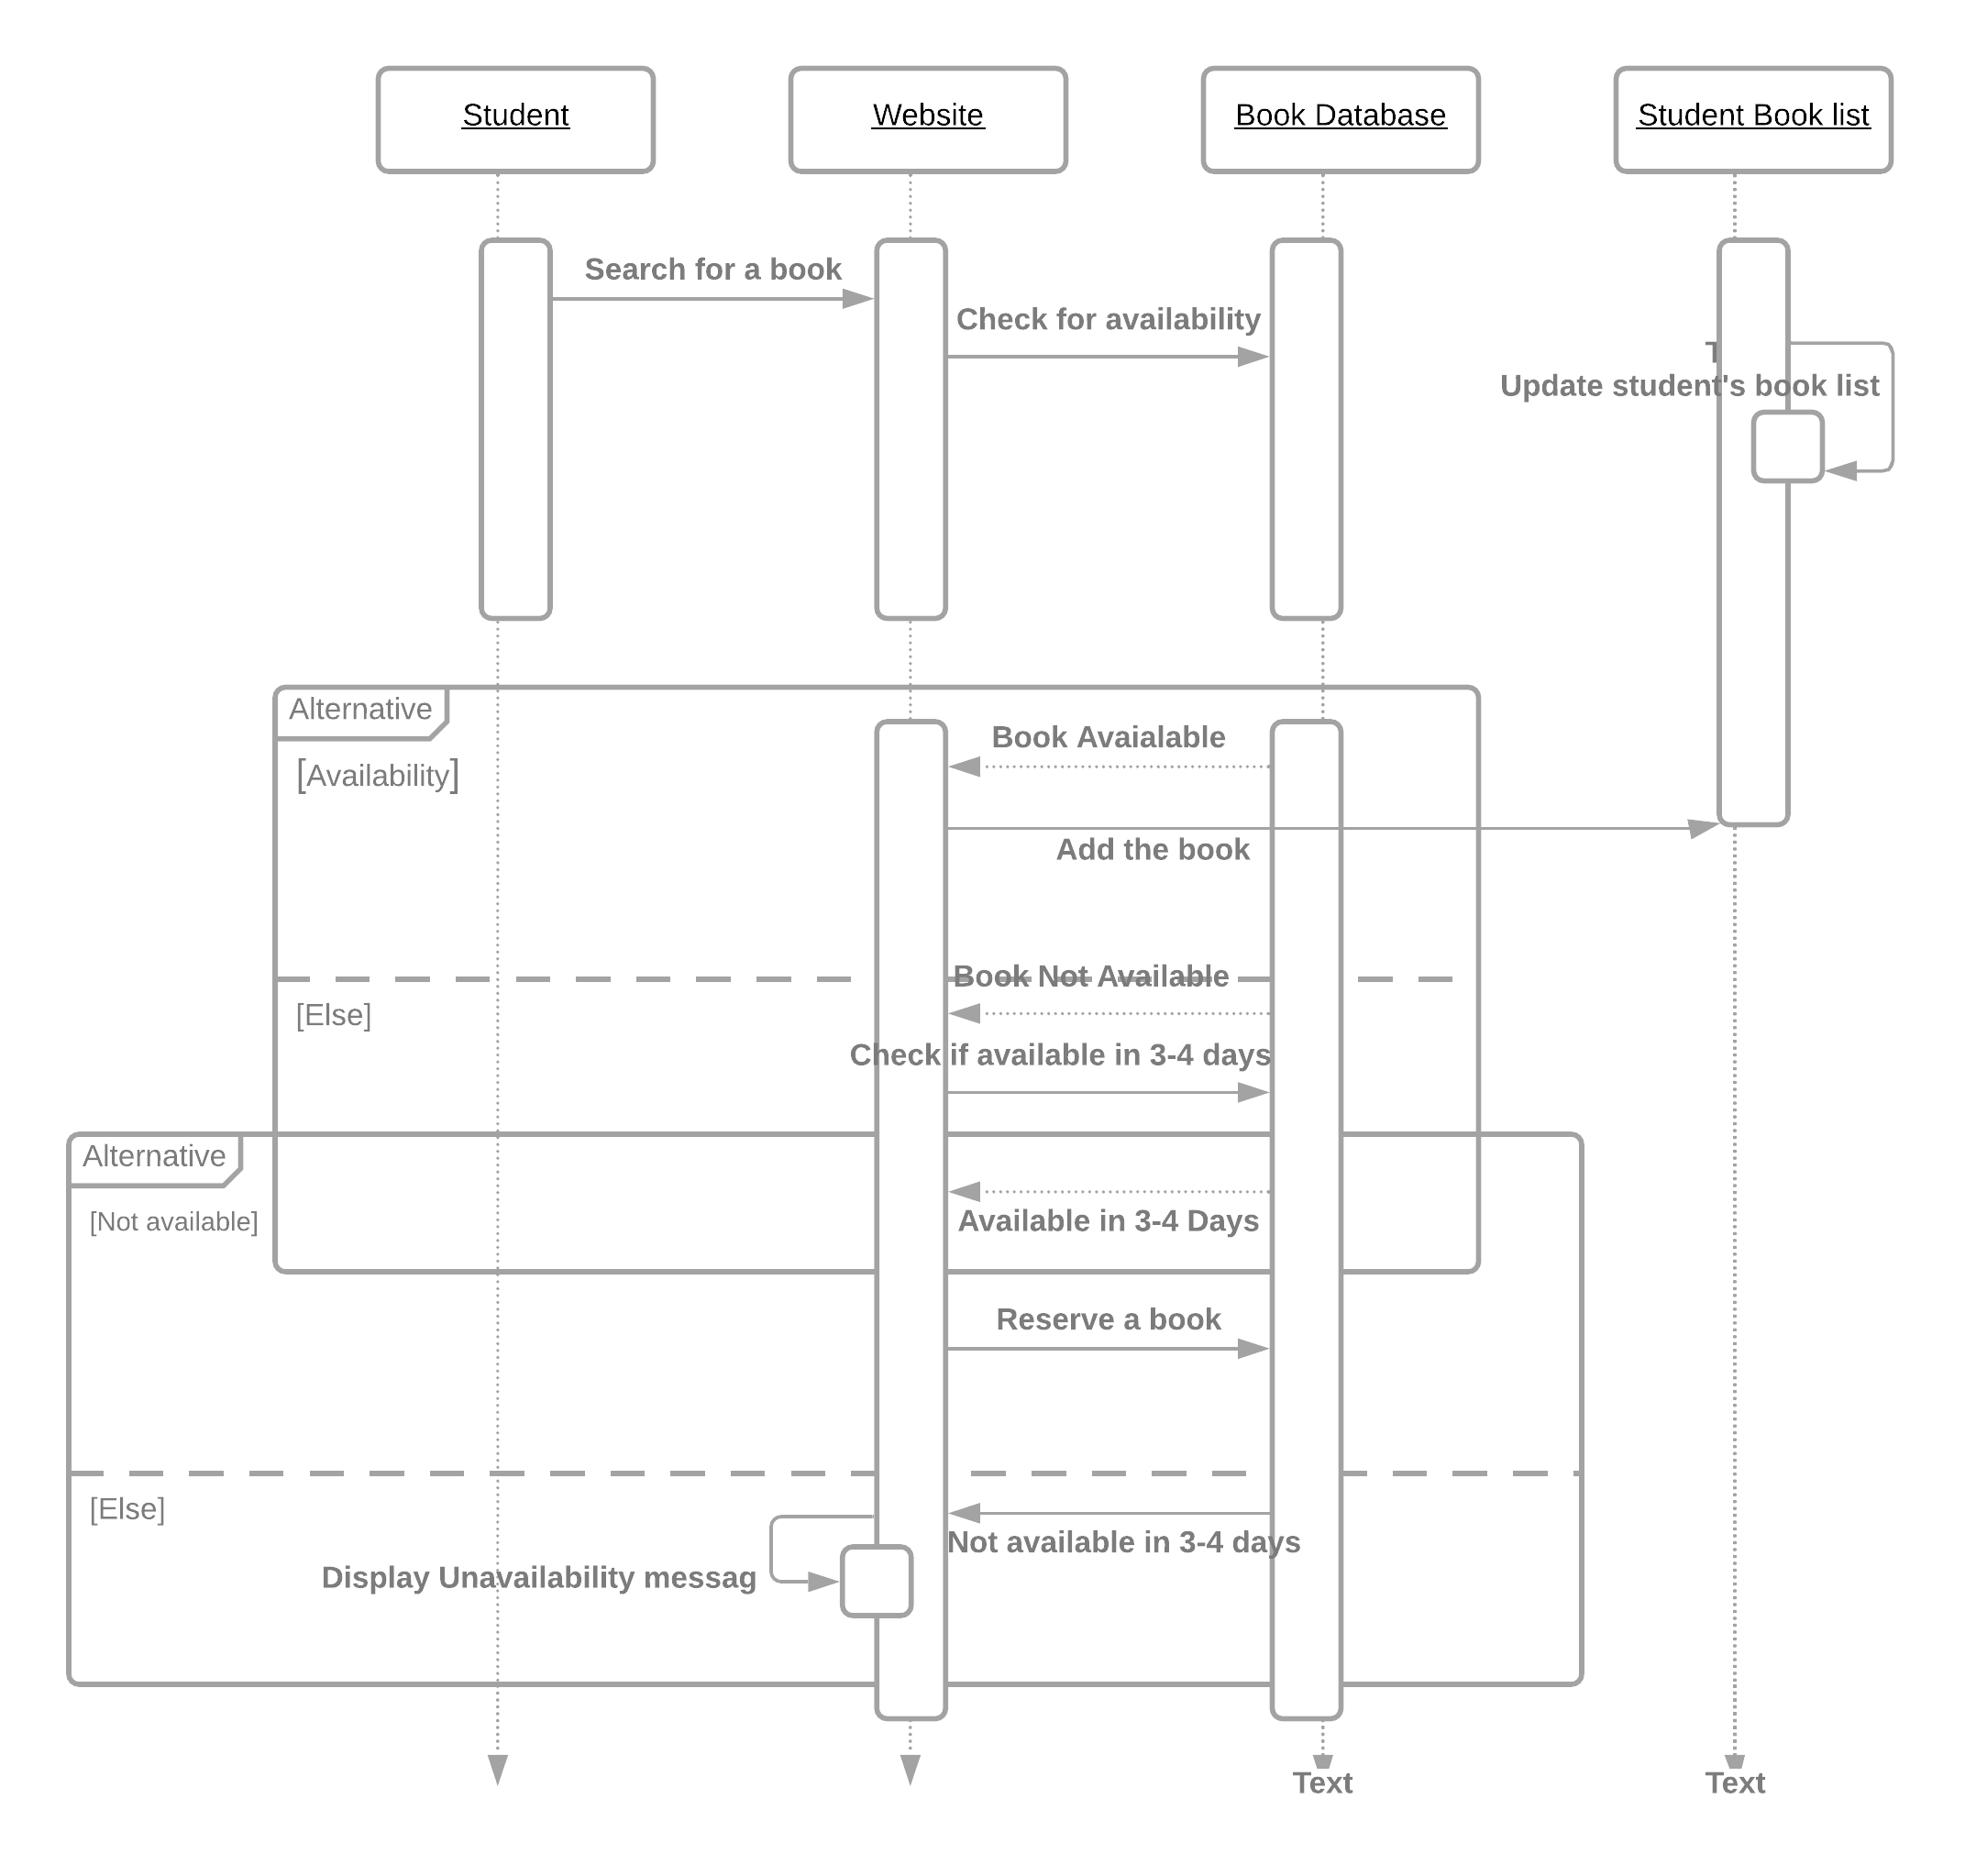 Student
Website
Book Database
Student Book list
Search for a book
Check for availability
T
Update student's book list
Alternative
Book Avaialable
[Availability]
Add the book
Book Not Available
[Else]
Check if available in 3-4 days
Alternative
Available in 3-4 Days
[Not available]
Reserve a book
[Else]
Not available in 3-4 days
Display Unavailability messag
Text
Text